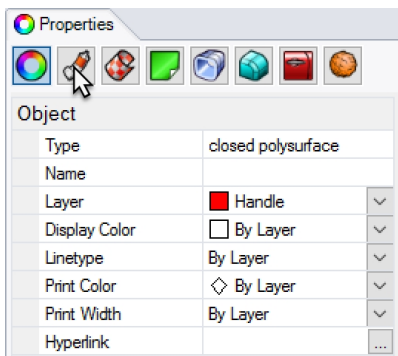 Properties
Object
Type closed polysurface
Name
Layer Handle
Display Color By Layer
Linetype By Layer
Print Color By Layer
Print Width By Layer
Hyperlink ...